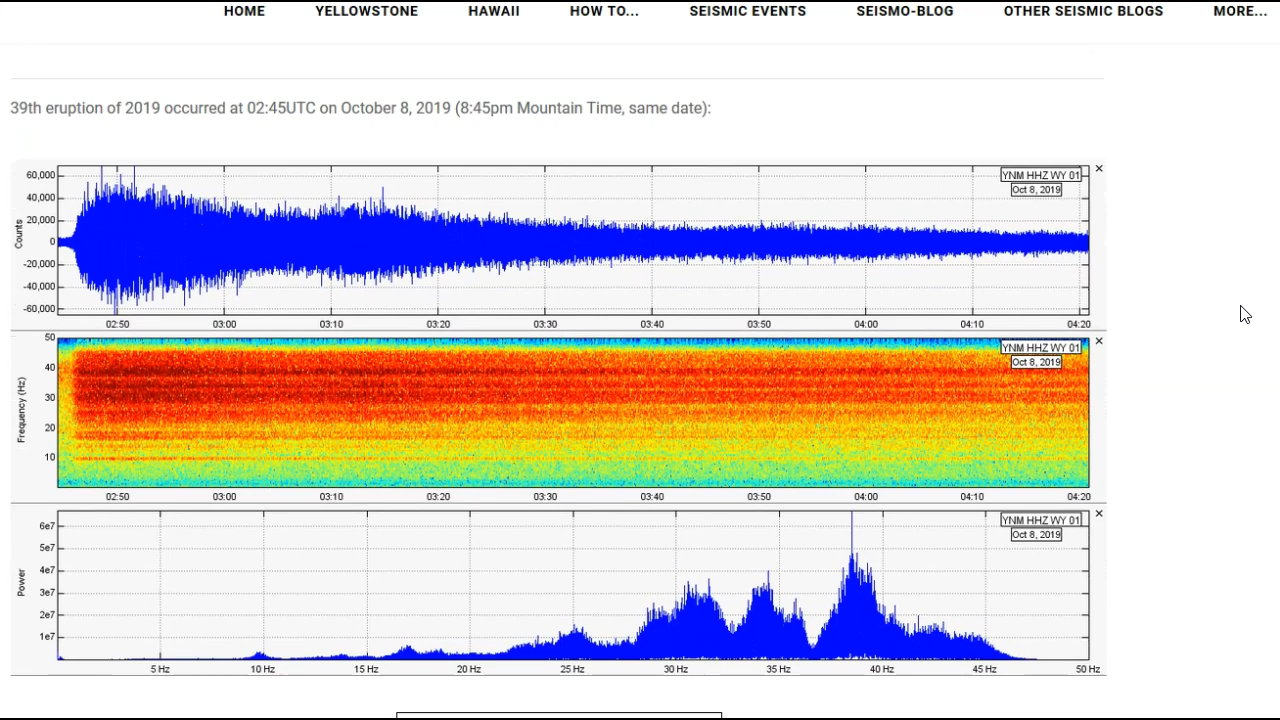 HOME YELLOWSTONE HAWAII HOW TO... SEISMIC EVENTS SEISMO-BLOG OTHER SEISMIC BLOGS MORE...
39th eruption of 2019 occurred at 02:45UTC on October 8, 2019 (8:45pm Mountain Time, same date):
YNM HHZ WY 01
Oct 8, 2019
60,000
40,000
20,000
0
-20,000
-40,000
-60,000
Counts
02:50 03:00 03:10 03:20 03:30 03:40 03:50 04:00 04:10 04:20
YNM HHZ WY 01
Oct 8, 2019
50
40
30
20
10
Frequency (Hz)
02:50 03:00 03:10 03:20 03:30 03:40 03:50 04:00 04:10 04:20
YNM HHZ WY 01
Oct 8, 2019
6e7
5e7
4e7
3e7
2e7
1e7
Power
5 Hz 10 Hz 15 Hz 20 Hz 25 Hz 30 Hz 35 Hz 40 Hz 45 Hz 50 Hz